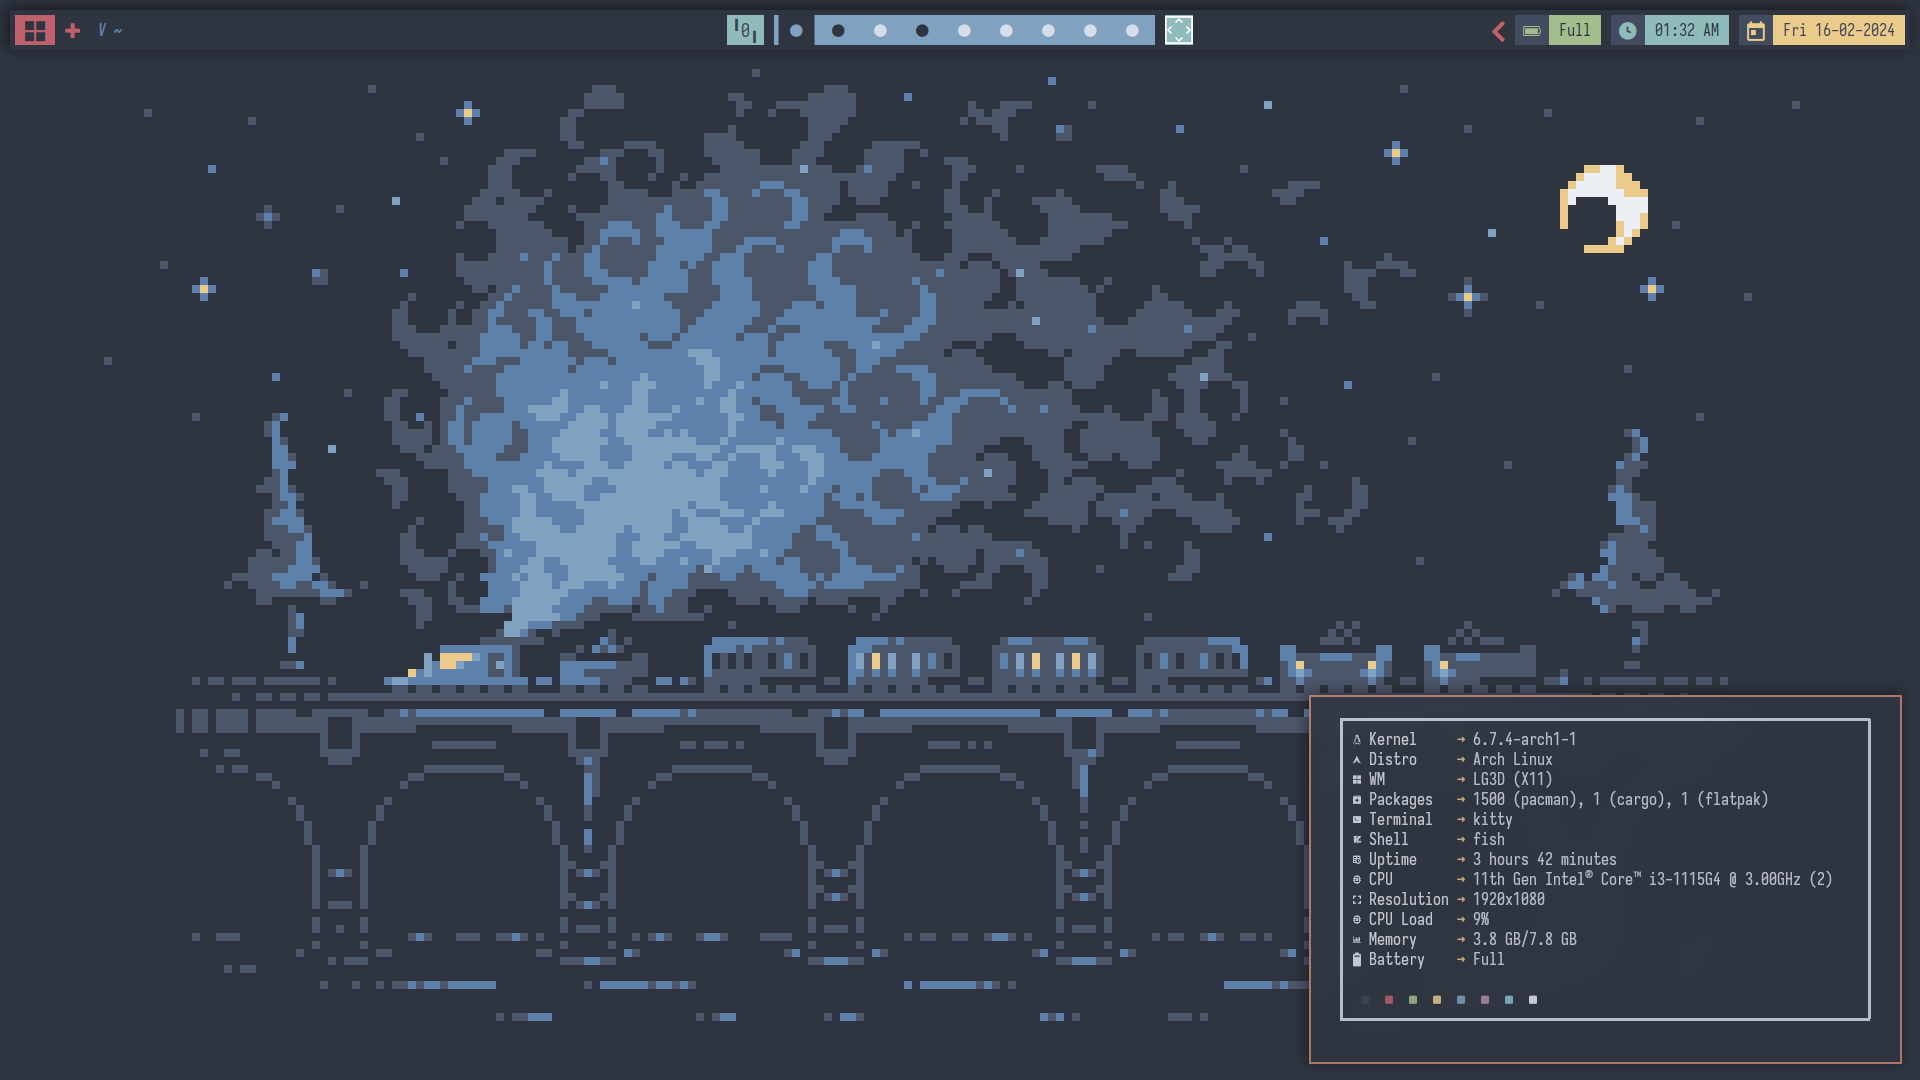 V ~
0
Full
01:32 AM
Fri 16-02-2024
Kernel → 6.7.4-arch1-1
Distro → Arch Linux
WM → LG3D (X11)
Packages → 1500 (pacman), 1 (cargo), 1 (flatpak)
Terminal → kitty
Shell → fish
Uptime → 3 hours 42 minutes
CPU → 11th Gen Intel® Core™ i3-1115G4 @ 3.00GHz (2)
Resolution → 1920x1080
CPU Load → 9%
Memory → 3.8 GB/7.8 GB
Battery → Full